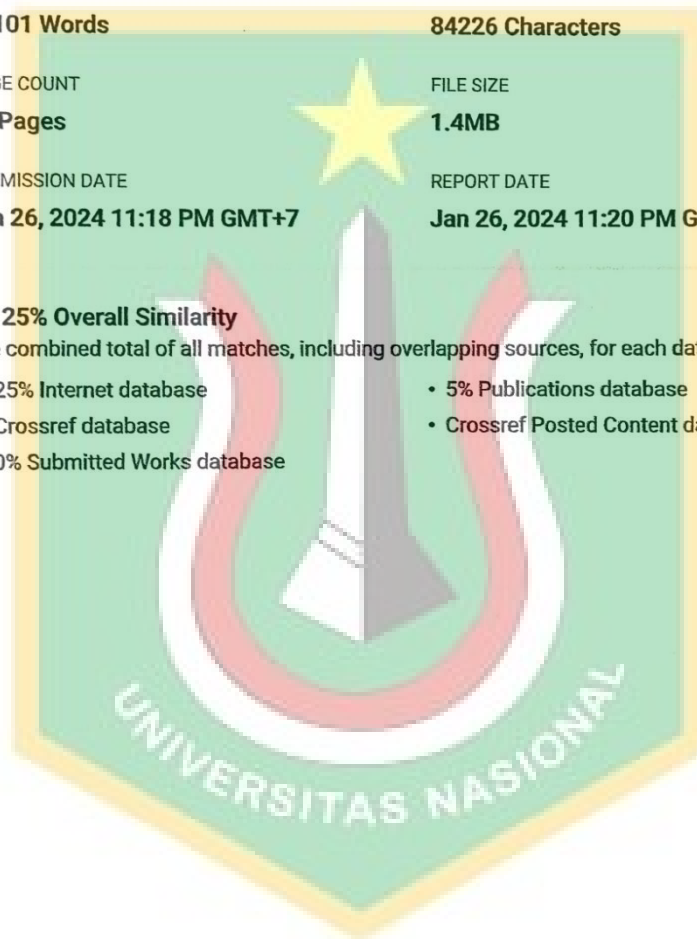 101 Words
84226 Characters
E COUNT
FILE SIZE
Pages
1.4MB
MISSION DATE
REPORT DATE
26, 2024 11:18 PM GMT+7
Jan 26, 2024 11:20 PM G
25% Overall Similarity
combined total of all matches, including overlapping sources, for each da
25% Internet database
• 5% Publications database
Crossref database
• Crossref Posted Content da
0% Submitted Works database
UNIVERSITAS NASIONAL